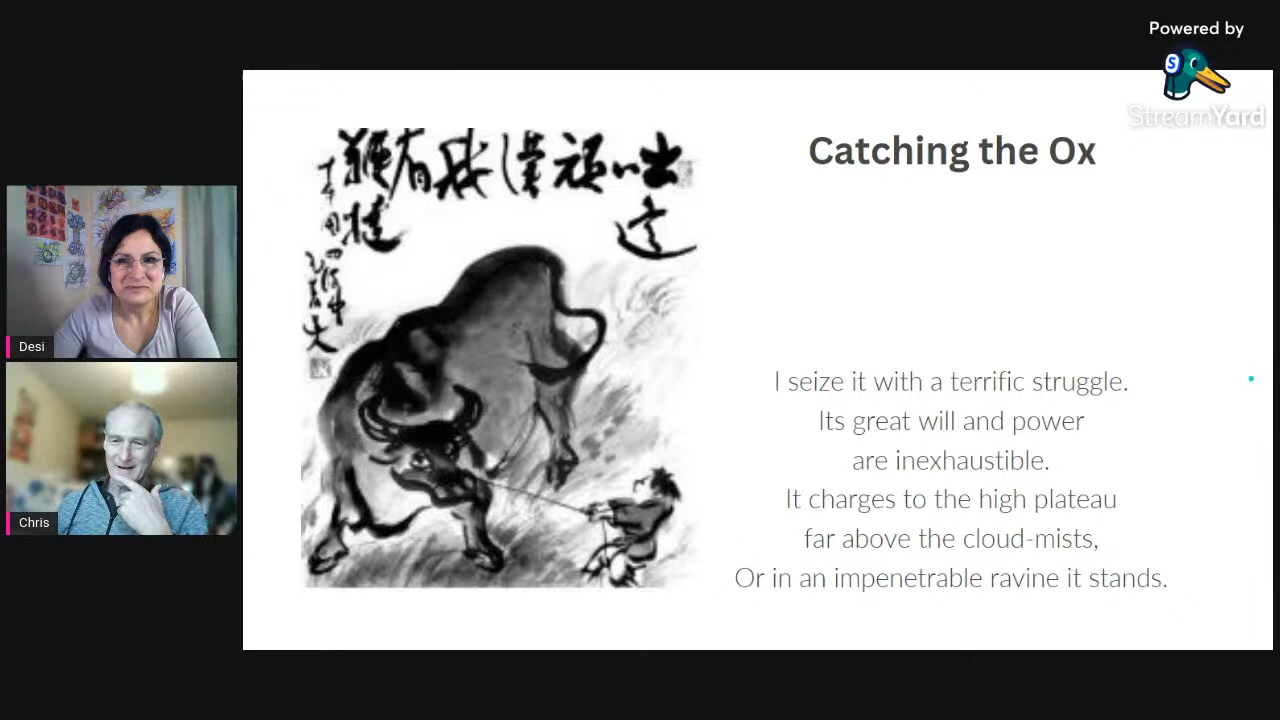 Powered by
S
StreamYard
Catching the Ox
I seize it with a terrific struggle.
Its great will and power
are inexhaustible.
It charges to the high plateau
far above the cloud-mists,
Or in an impenetrable ravine it stands.
Desi
Chris